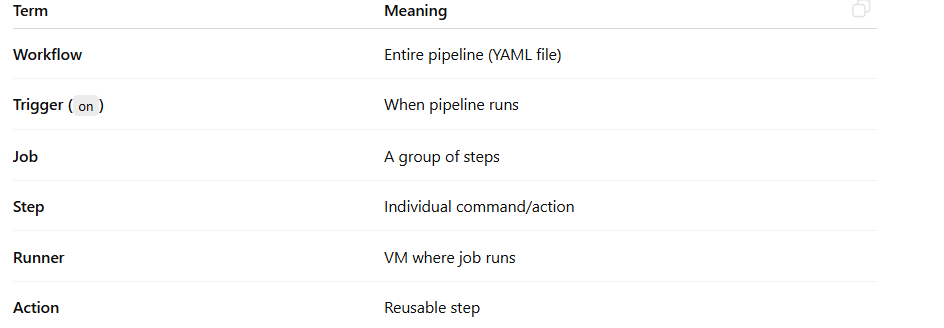 Term Meaning
Workflow Entire pipeline (YAML file)
Trigger (on) When pipeline runs
Job A group of steps
Step Individual command/action
Runner VM where job runs
Action Reusable step